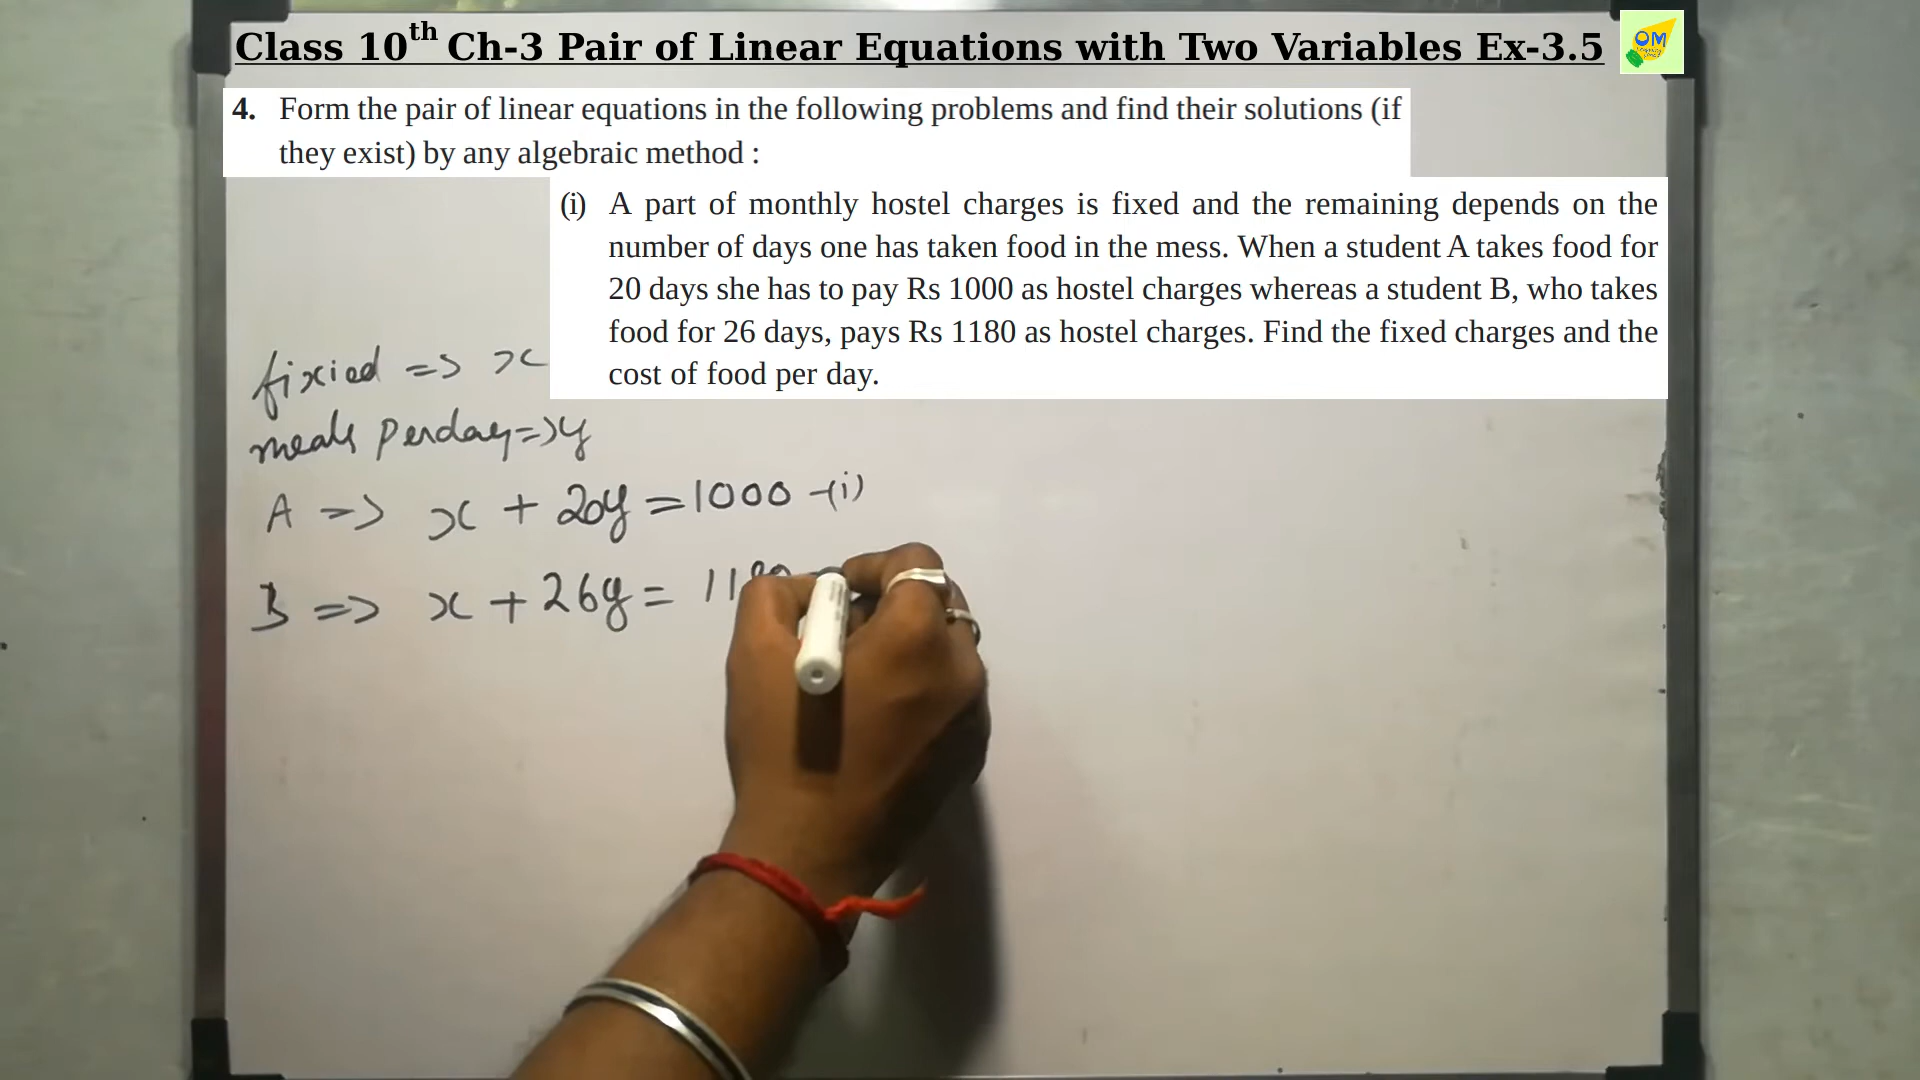 Class 10th Ch-3 Pair of Linear Equations with Two Variables Ex-3.5
OM
4. Form the pair of linear equations in the following problems and find their solutions (if
they exist) by any algebraic method :
(i) A part of monthly hostel charges is fixed and the remaining depends on the
number of days one has taken food in the mess. When a student A takes food for
20 days she has to pay Rs 1000 as hostel charges whereas a student B, who takes
food for 26 days, pays Rs 1180 as hostel charges. Find the fixed charges and the
cost of food per day.
fixied => x
meals perday => y
A => x + 20y = 1000 -(i)
B => x + 26y = 1180